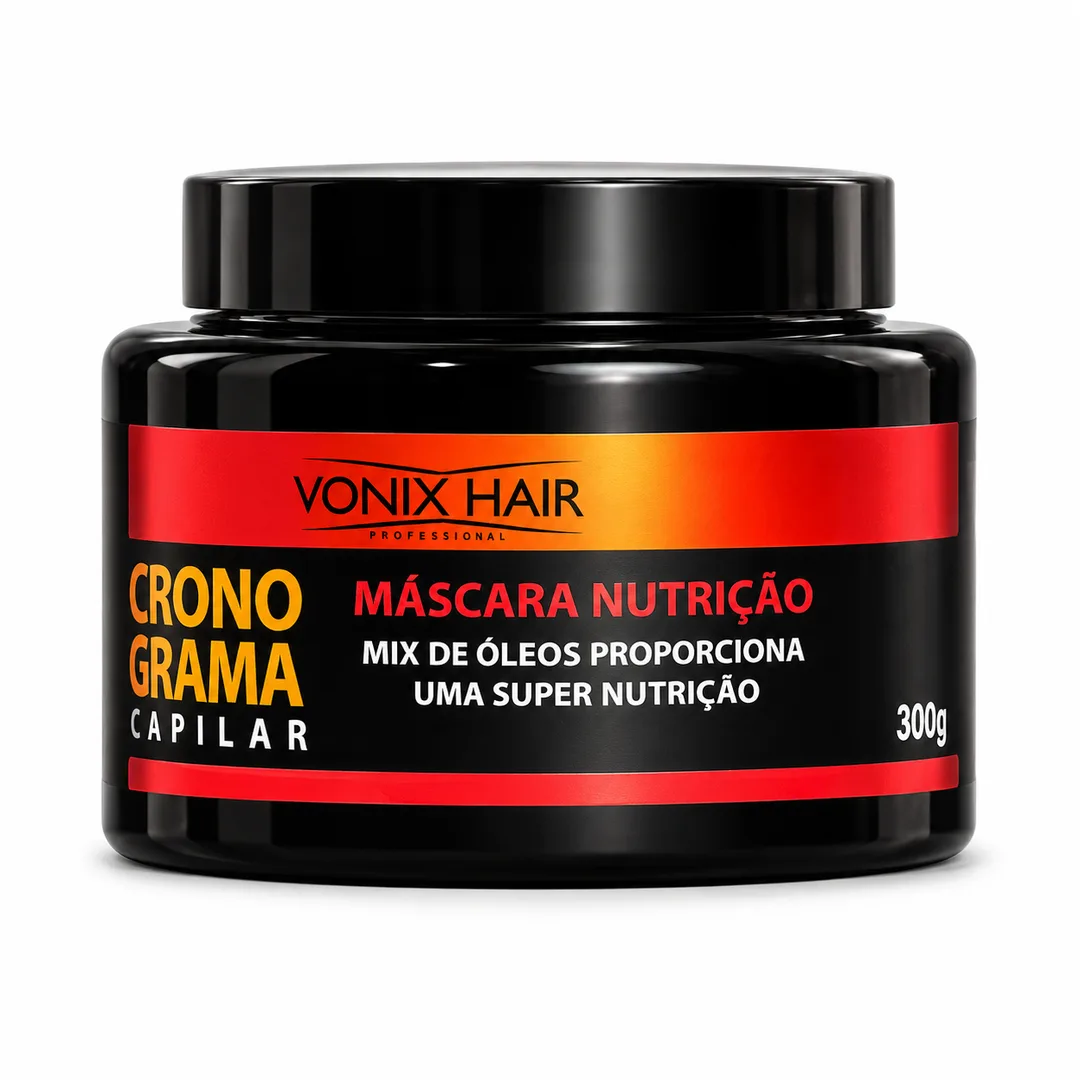 VONIX HAIR
PROFESSIONAL
CRONO
GRAMA
CAPILAR
MÁSCARA NUTRIÇÃO
MIX DE ÓLEOS PROPORCIONA
UMA SUPER NUTRIÇÃO
300g